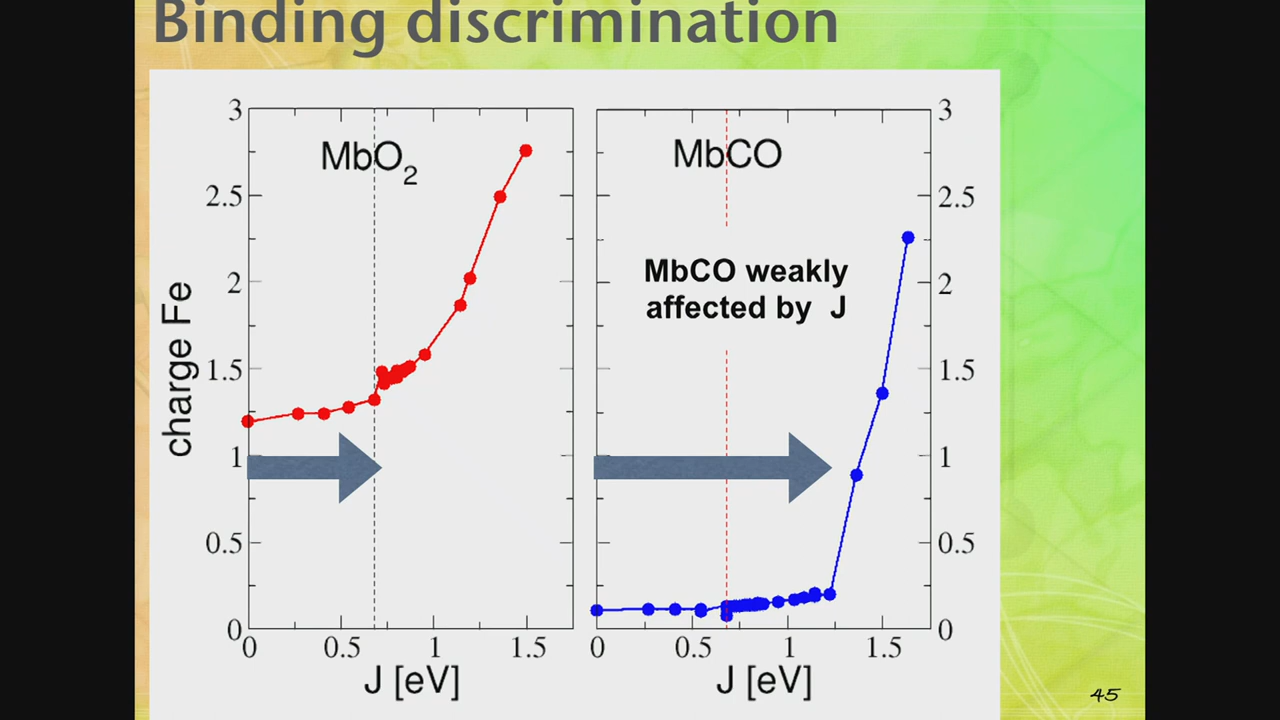 Binding discrimination
MbO2
MbCO
MbCO weakly
affected by J
charge Fe
3
2.5
2
1.5
1
0.5
0
0 0.5 1 1.5
J [eV]
3
2.5
2
1.5
1
0.5
0
0 0.5 1 1.5
J [eV]
45